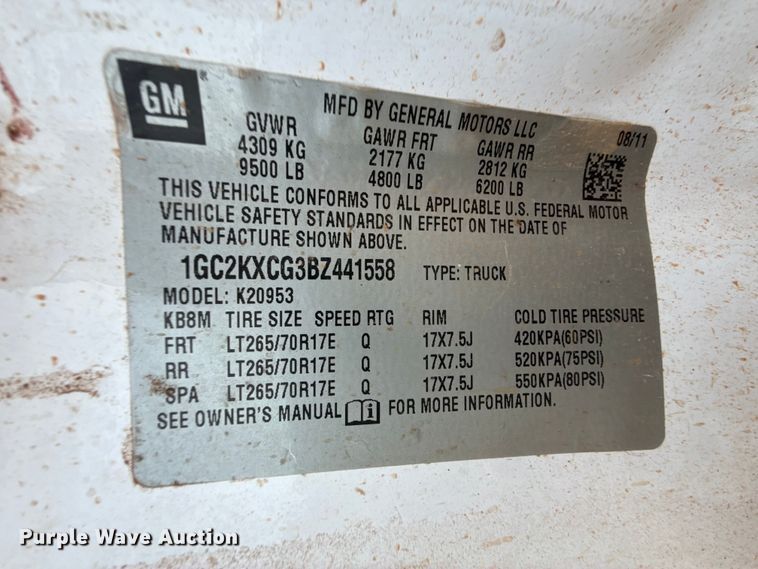 GM ®
MFD BY GENERAL MOTORS LLC
08/11
GVWR GAWR FRT GAWR RR
4309 KG 2177 KG 2812 KG
9500 LB 4800 LB 6200 LB
THIS VEHICLE CONFORMS TO ALL APPLICABLE U.S. FEDERAL MOTOR
VEHICLE SAFETY STANDARDS IN EFFECT ON THE DATE OF
MANUFACTURE SHOWN ABOVE.
1GC2KXCG3BZ441558 TYPE: TRUCK
MODEL: K20953
KB8M TIRE SIZE SPEED RTG RIM COLD TIRE PRESSURE
FRT LT265/70R17E Q 17X7.5J 420KPA(60PSI)
RR LT265/70R17E Q 17X7.5J 520KPA(75PSI)
SPA LT265/70R17E Q 17X7.5J 550KPA(80PSI)
SEE OWNER'S MANUAL i FOR MORE INFORMATION.
Purple Wave Auction